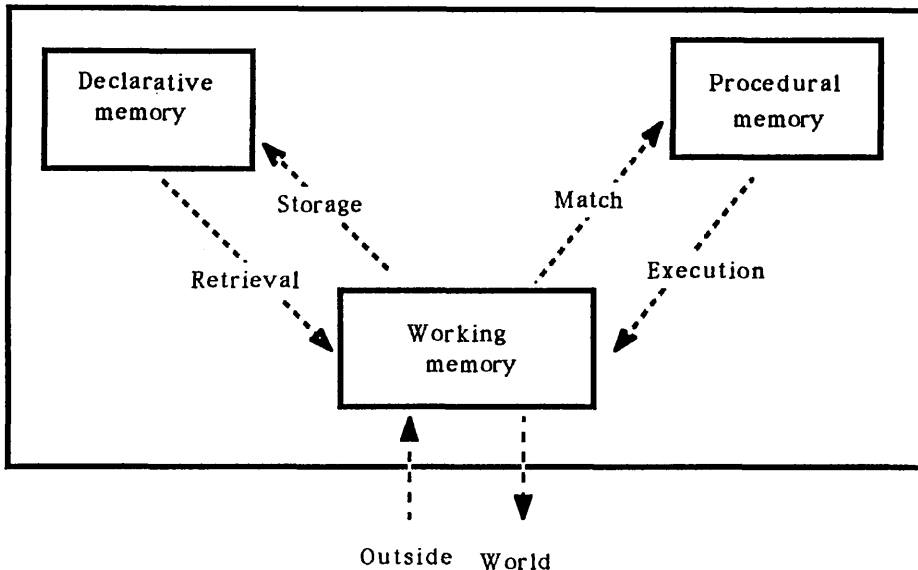 Declarative
memory
Procedural
memory
Storage
Match
Retrieval
Execution
Working
memory
Outside World